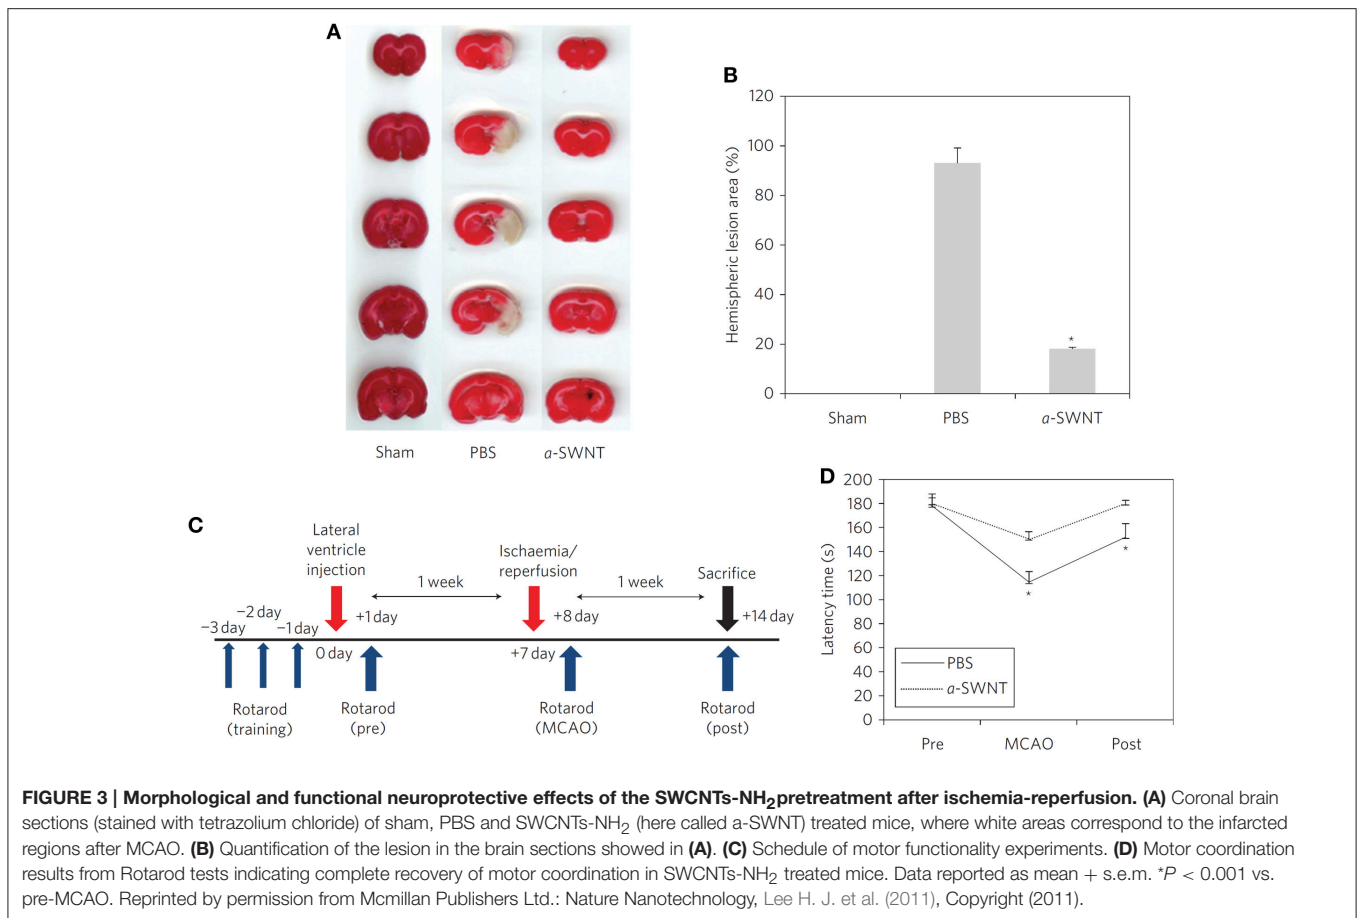 A
Sham
PBS
a-SWNT
B
Hemispheric lesion area (%)
120
100
80
60
40
20
0
*
Sham
PBS
a-SWNT
C
Lateral
ventricle
injection
Ischaemia/
reperfusion
Sacrifice
1 week
1 week
−3 day
−2 day
−1 day
+1 day
+8 day
+14 day
0 day
+7 day
Rotarod
(training)
Rotarod
(pre)
Rotarod
(MCAO)
Rotarod
(post)
D
Latency time (s)
200
180
160
140
120
100
80
60
40
200
0
*
*
PBS
a-SWNT
Pre
MCAO
Post
FIGURE 3 | Morphological and functional neuroprotective effects of the SWCNTs-NH₂pretreatment after ischemia-reperfusion. (A) Coronal brain
sections (stained with tetrazolium chloride) of sham, PBS and SWCNTs-NH₂ (here called a-SWNT) treated mice, where white areas correspond to the infarcted
regions after MCAO. (B) Quantification of the lesion in the brain sections showed in (A). (C) Schedule of motor functionality experiments. (D) Motor coordination
results from Rotarod tests indicating complete recovery of motor coordination in SWCNTs-NH₂ treated mice. Data reported as mean + s.e.m. *P < 0.001 vs.
pre-MCAO. Reprinted by permission from Mcmillan Publishers Ltd.: Nature Nanotechnology, Lee H. J. et al. (2011), Copyright (2011).